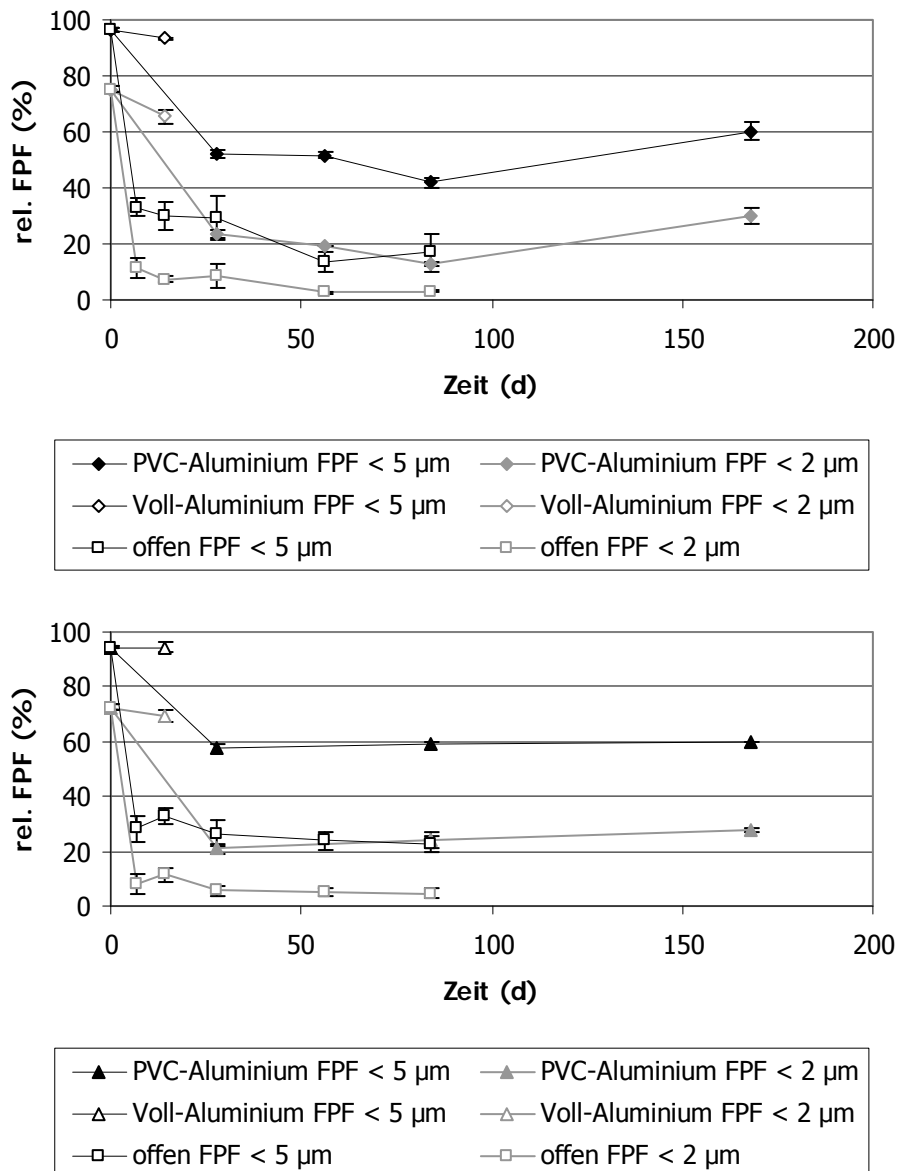 100
80
60
40
20
0
rel. FPF (%)
0 50 100 150 200
Zeit (d)
PVC-Aluminium FPF < 5 µm PVC-Aluminium FPF < 2 µm
Voll-Aluminium FPF < 5 µm Voll-Aluminium FPF < 2 µm
offen FPF < 5 µm offen FPF < 2 µm
100
80
60
40
20
0
rel. FPF (%)
0 50 100 150 200
Zeit (d)
PVC-Aluminium FPF < 5 µm PVC-Aluminium FPF < 2 µm
Voll-Aluminium FPF < 5 µm Voll-Aluminium FPF < 2 µm
offen FPF < 5 µm offen FPF < 2 µm